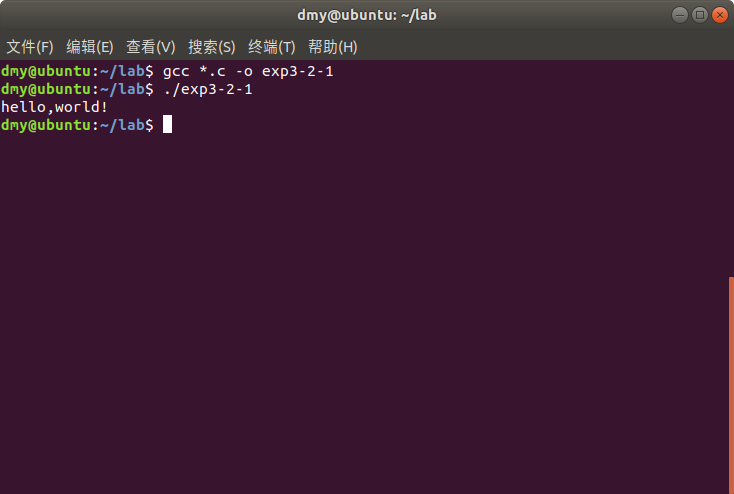 dmy@ubuntu: ~/lab
文件(F) 编辑(E) 查看(V) 搜索(S) 终端(T) 帮助(H)
dmy@ubuntu:~/lab$ gcc *.c -o exp3-2-1
dmy@ubuntu:~/lab$ ./exp3-2-1
hello,world!
dmy@ubuntu:~/lab$